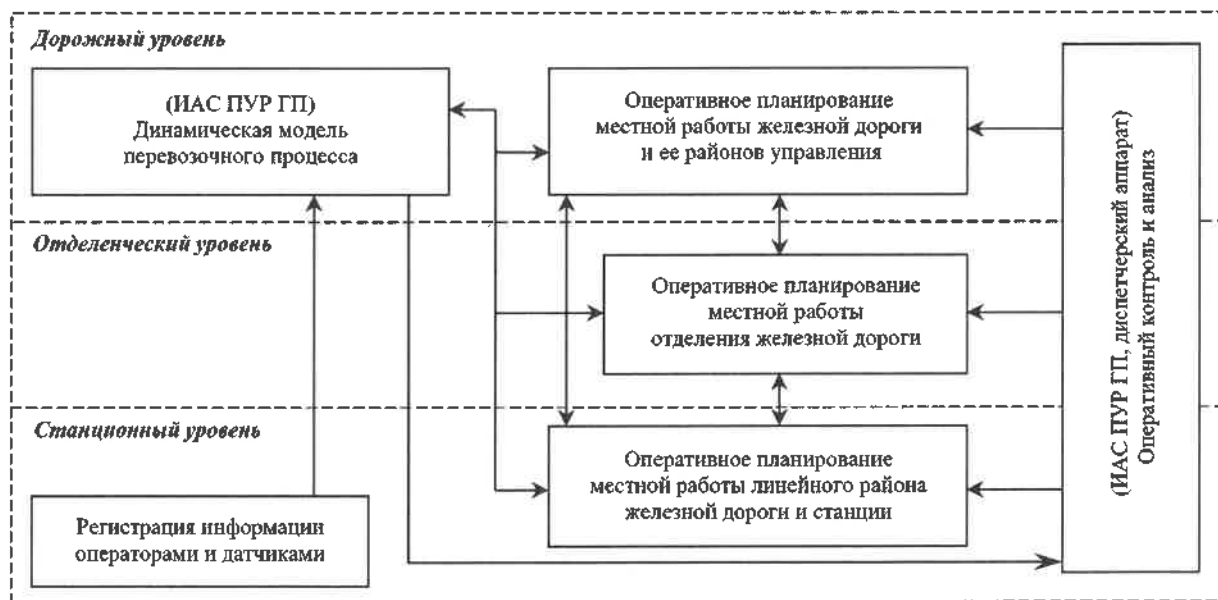 Дорожный уровень
(ИАС ПУР ГП)
Динамическая модель
перевозочного процесса
Оперативное планирование
местной работы железной дороги
и ее районов управления
Отделенческий уровень
Оперативное планирование
местной работы
отделения железной дороги
Станционный уровень
Оперативное планирование
местной работы линейного района
железной дороги и станции
Регистрация информации
операторами и датчиками
(ИАС ПУР ГП, диспетчерский аппарат)
Оперативный контроль и анализ